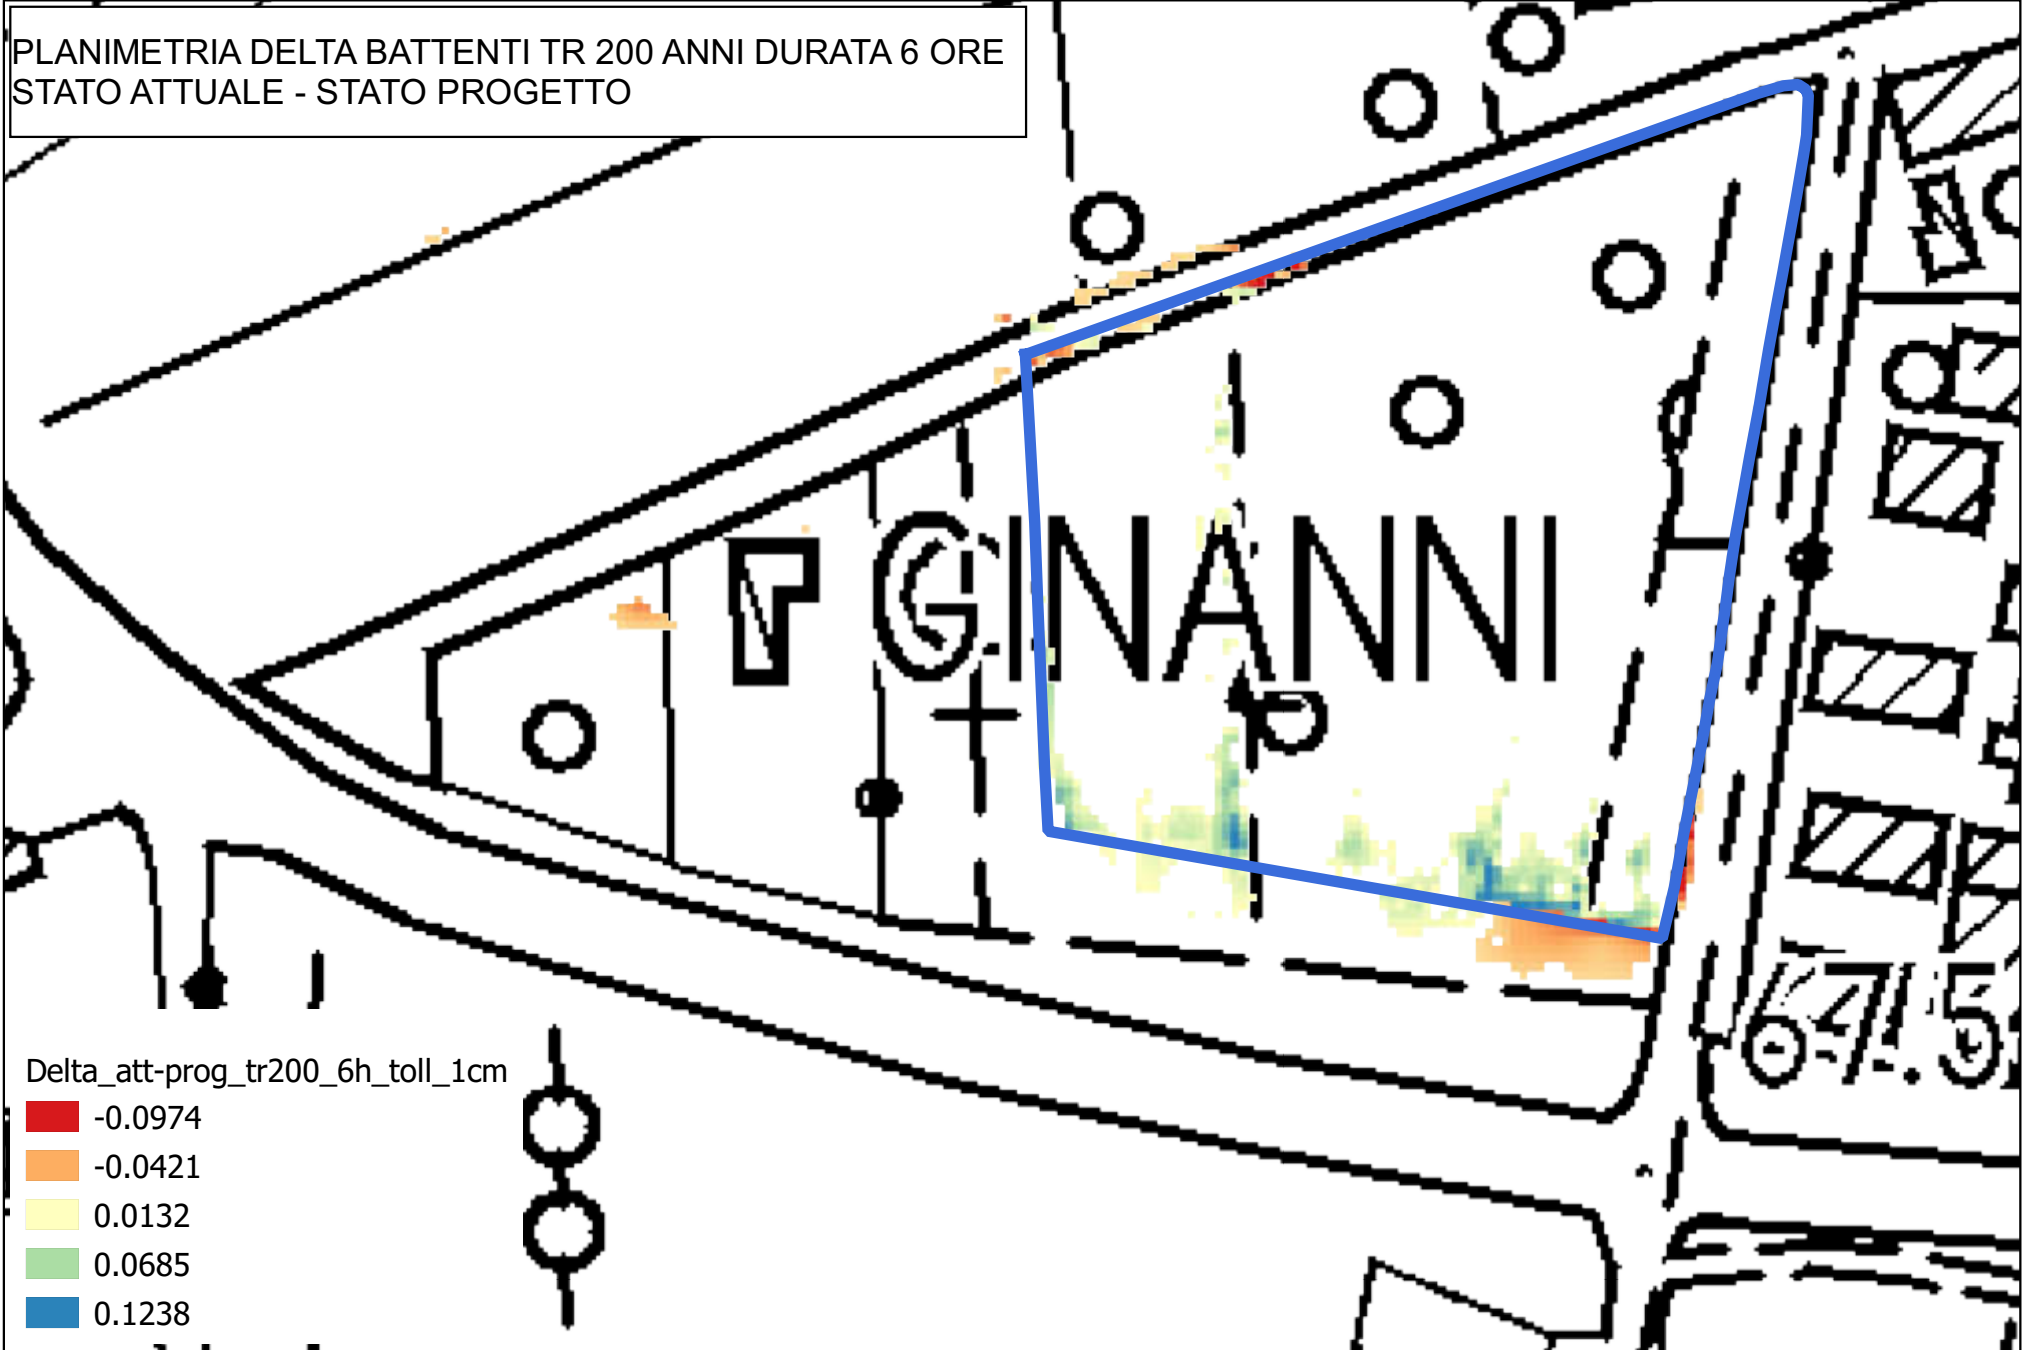 PLANIMETRIA DELTA BATTENTI TR 200 ANNI DURATA 6 ORE
STATO ATTUALE - STATO PROGETTO
GINANNI
Delta_att-prog_tr200_6h_toll_1cm
-0.0974
-0.0421
0.0132
0.0685
0.1238